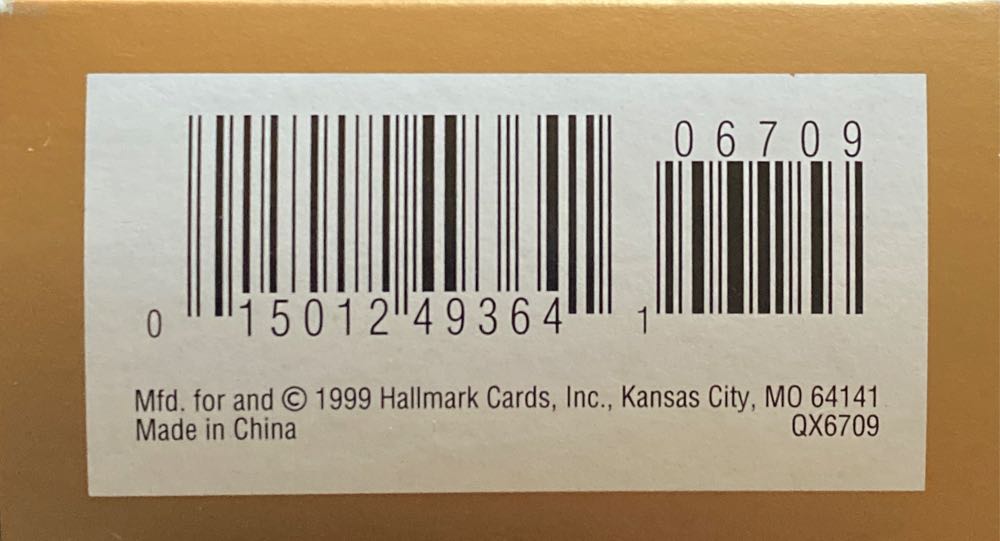 06709
0 15012 49364 1
Mfd. for and © 1999 Hallmark Cards, Inc., Kansas City, MO 64141
Made in China
QX6709